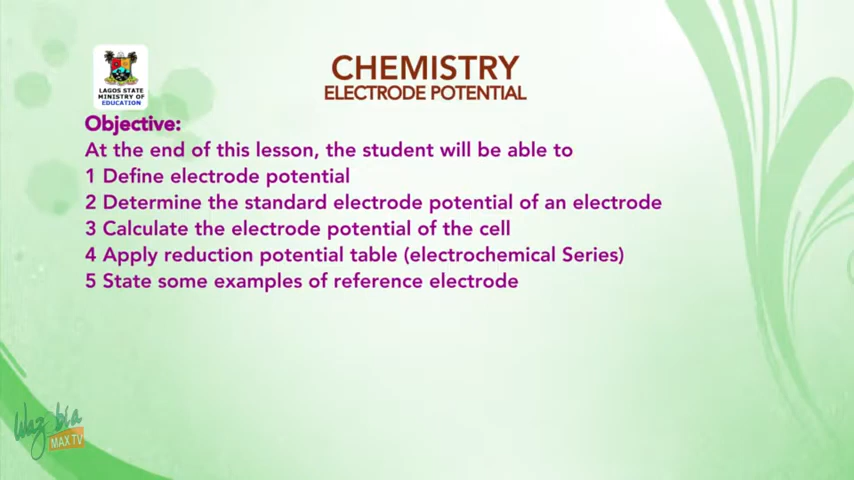 CHEMISTRY
ELECTRODE POTENTIAL
LAGOS STATE
MINISTRY OF
EDUCATION
Objective:
At the end of this lesson, the student will be able to
1 Define electrode potential
2 Determine the standard electrode potential of an electrode
3 Calculate the electrode potential of the cell
4 Apply reduction potential table (electrochemical Series)
5 State some examples of reference electrode
Wazobia
MAX TV